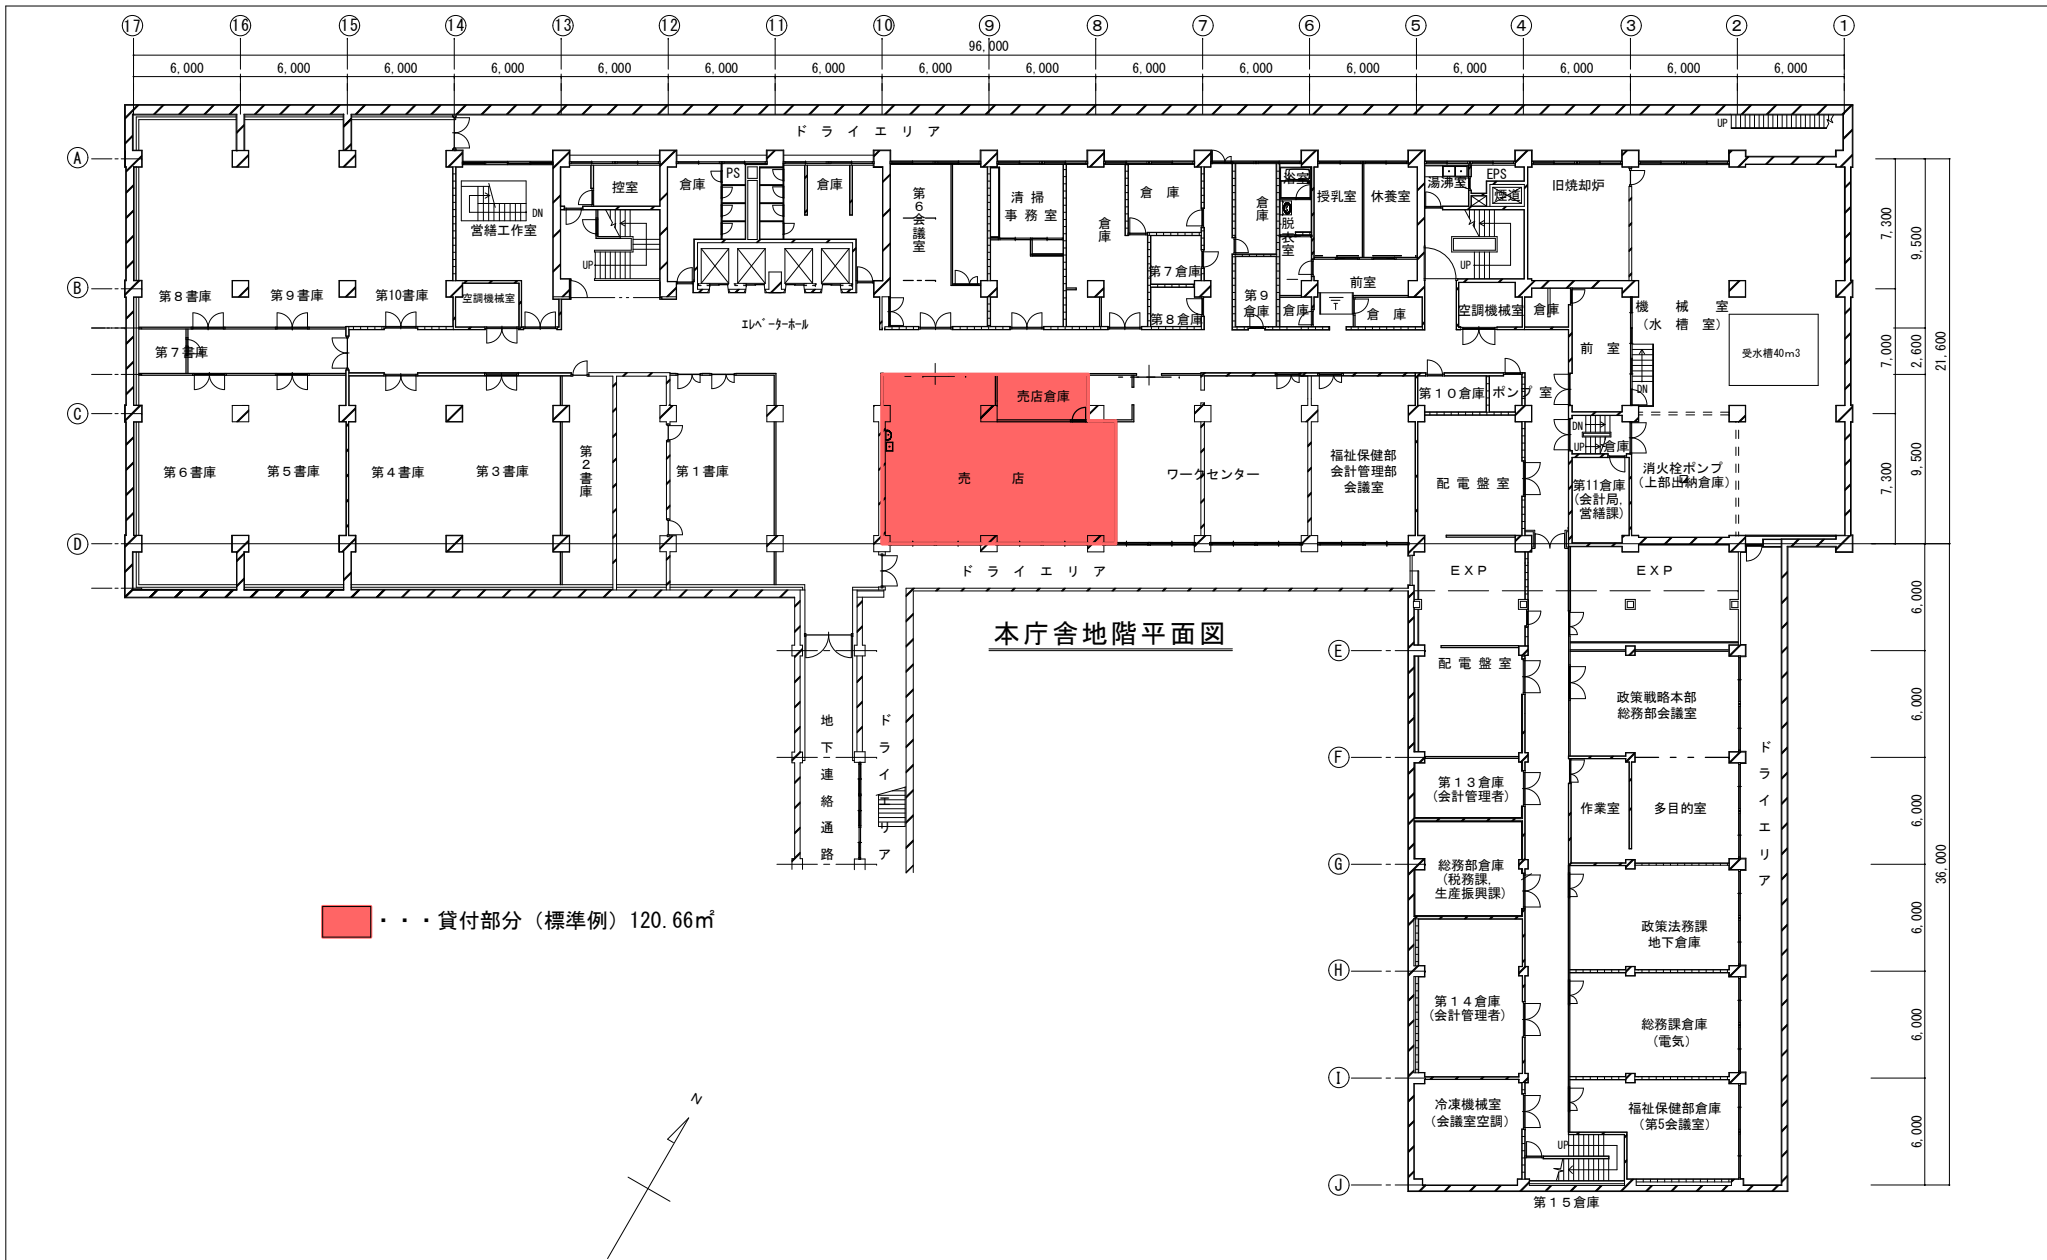 ⑰ ⑯ ⑮ ⑭ ⑬ ⑫ ⑪ ⑩ ⑨ ⑧ ⑦ ⑥ ⑤ ④ ③ ② ①
96,000
6,000 6,000 6,000 6,000 6,000 6,000 6,000 6,000 6,000 6,000 6,000 6,000 6,000 6,000 6,000 6,000
ドライエリア
UP
Ⓐ
控室
倉庫
PS
倉庫
第6会議室
清掃
事務室
倉庫
倉庫
倉庫
浴室
脱衣室
授乳室
休養室
湯沸室
EPS
煙道
旧焼却炉
DN
営繕工作室
UP
UP
7,300
9,500
Ⓑ
第8書庫
第9書庫
第10書庫
空調機械室
エレベーターホール
第7倉庫
第8倉庫
第9
倉庫
倉庫
前室
倉庫
空調機械室
倉庫
機械室
(水槽室)
受水槽40m3
前室
DN
第7書庫
7,000
2,600
21,600
売店倉庫
第10倉庫
ポンプ室
Ⓒ
第6書庫
第5書庫
第4書庫
第3書庫
第2書庫
第1書庫
売店
ワークセンター
福祉保健部
会計管理部
会議室
配電盤室
DN
UP
倉庫
第11倉庫
(会計局,
営繕課)
消火栓ポンプ
(上部出納倉庫)
7,300
9,500
Ⓓ
ドライエリア
EXP
EXP
6,000
本庁舎地階平面図
Ⓔ
配電盤室
政策戦略本部
総務部会議室
6,000
地下連絡通路
ドライエリア
ドライエリア
Ⓕ
第13倉庫
(会計管理者)
作業室
多目的室
6,000
Ⓖ
総務部倉庫
(税務課,
生産振興課)
36,000
・・・貸付部分（標準例）120.66㎡
政策法務課
地下倉庫
6,000
Ⓗ
第14倉庫
(会計管理者)
総務課倉庫
(電気)
6,000
Ⓘ
冷凍機械室
(会議室空調)
福祉保健部倉庫
(第5会議室)
6,000
UP
N
Ⓙ
第15倉庫